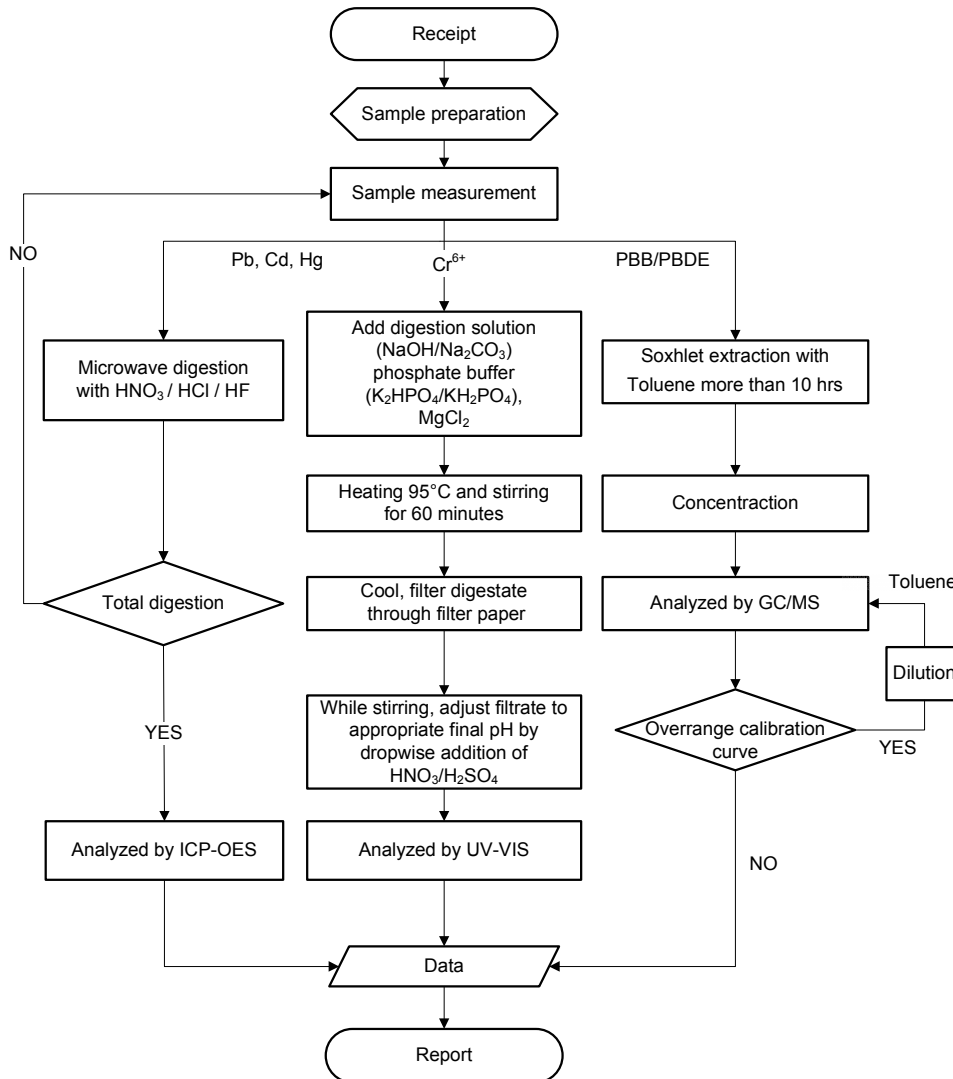 Receipt
Sample preparation
Sample measurement
NO
Pb, Cd, Hg
Cr⁶⁺
PBB/PBDE
Microwave digestion
with HNO₃ / HCl / HF
Add digestion solution
(NaOH/Na₂CO₃)
phosphate buffer
(K₂HPO₄/KH₂PO₄),
MgCl₂
Soxhlet extraction with
Toluene more than 10 hrs
Heating 95°C and stirring
for 60 minutes
Concentraction
Total digestion
Cool, filter digestate
through filter paper
Analyzed by GC/MS
Toluene
Dilution
YES
While stirring, adjust filtrate to
appropriate final pH by
dropwise addition of
HNO₃/H₂SO₄
Overrange calibration
curve
YES
Analyzed by ICP-OES
Analyzed by UV-VIS
NO
Data
Report